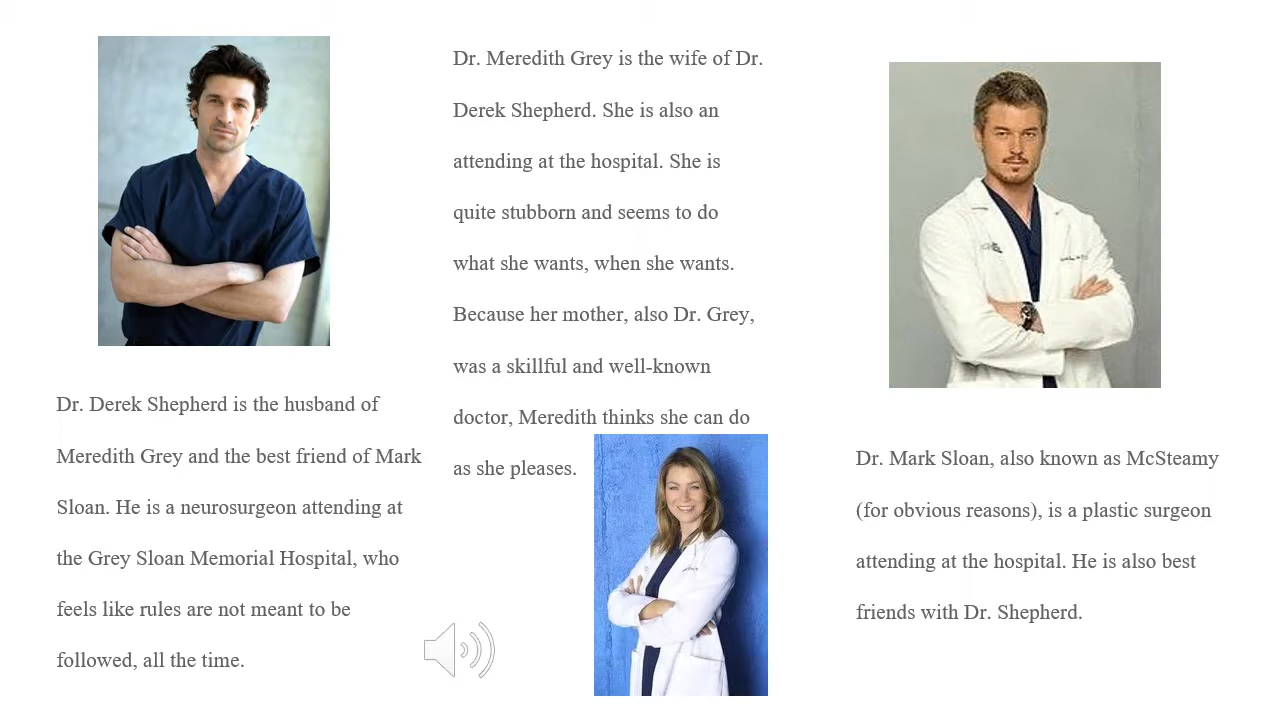 Dr. Derek Shepherd is the husband of
Meredith Grey and the best friend of Mark
Sloan. He is a neurosurgeon attending at
the Grey Sloan Memorial Hospital, who
feels like rules are not meant to be
followed, all the time.
Dr. Meredith Grey is the wife of Dr.
Derek Shepherd. She is also an
attending at the hospital. She is
quite stubborn and seems to do
what she wants, when she wants.
Because her mother, also Dr. Grey,
was a skillful and well-known
doctor, Meredith thinks she can do
as she pleases.
Dr. Mark Sloan, also known as McSteamy
(for obvious reasons), is a plastic surgeon
attending at the hospital. He is also best
friends with Dr. Shepherd.